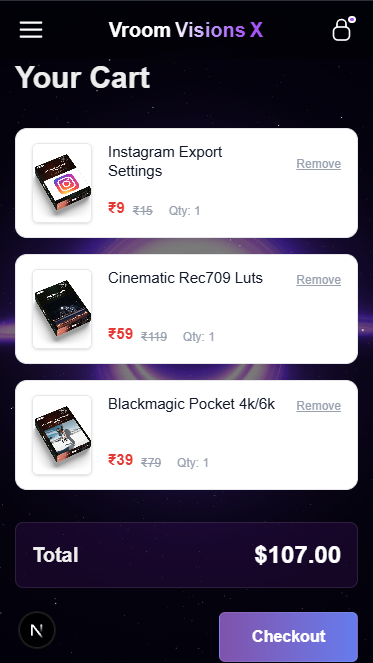 Vroom Visions X
Your Cart
Instagram Export
Settings
Remove
₹9 ₹15 Qty: 1
Cinematic Rec709 Luts
Remove
₹59 ₹119 Qty: 1
Blackmagic Pocket 4k/6k
Remove
₹39 ₹79 Qty: 1
Total
$107.00
N
Checkout